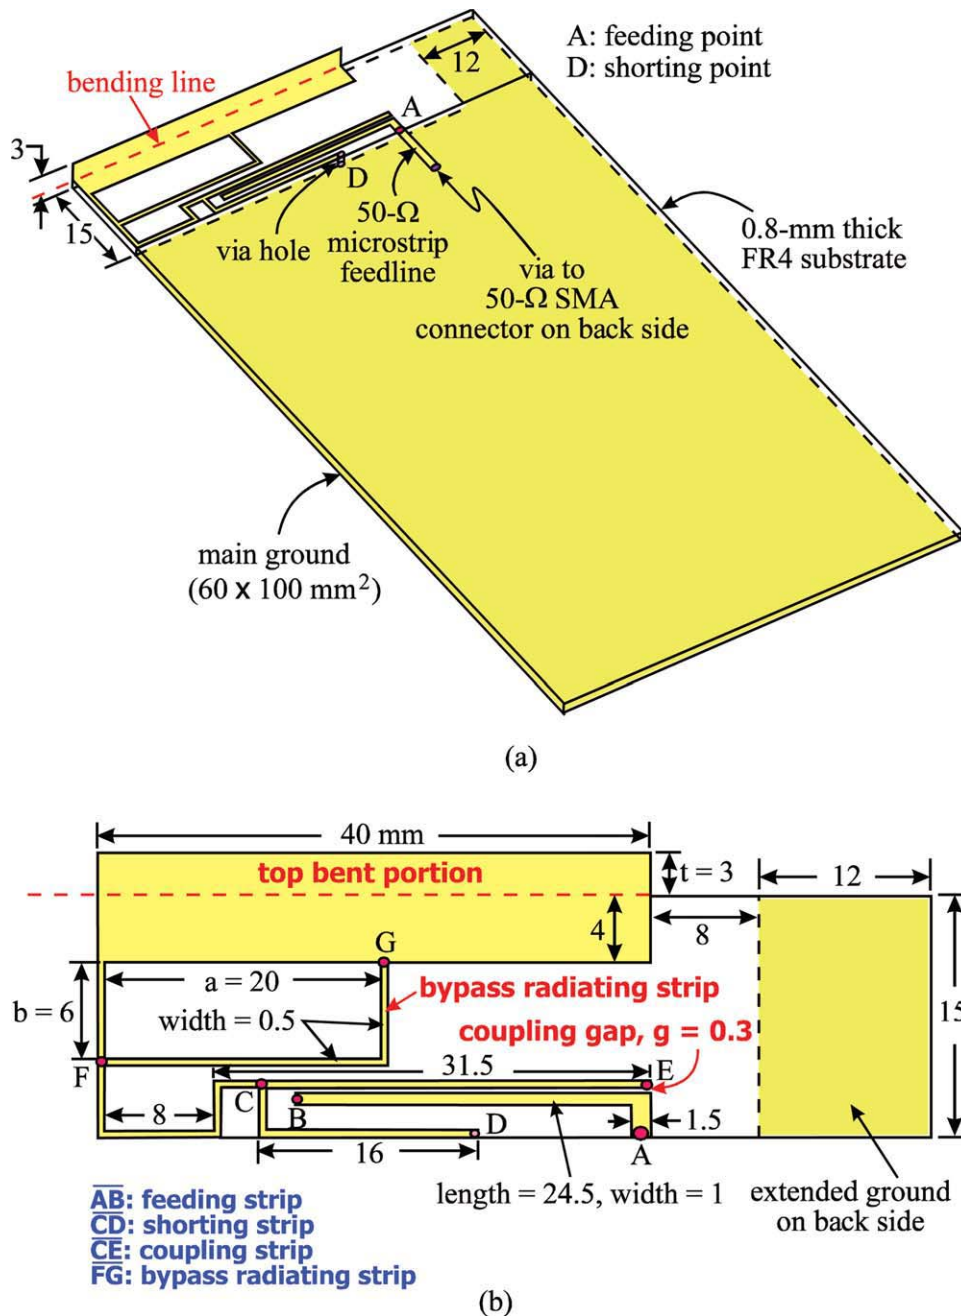 A: feeding point
D: shorting point
12
bending line
A
3
D
15
50-Ω
microstrip
feedline
via hole
0.8-mm thick
FR4 substrate
via to
50-Ω SMA
connector on back side
main ground
(60 x 100 mm²)
(a)
40 mm
top bent portion
t = 3
12
4
8
G
a = 20
bypass radiating strip
b = 6
width = 0.5
coupling gap, g = 0.3
15
F
31.5
E
C
B
8
D
1.5
16
A
length = 24.5, width = 1
extended ground
on back side
A̅B̅: feeding strip
C̅D̅: shorting strip
C̅E̅: coupling strip
F̅G̅: bypass radiating strip
(b)